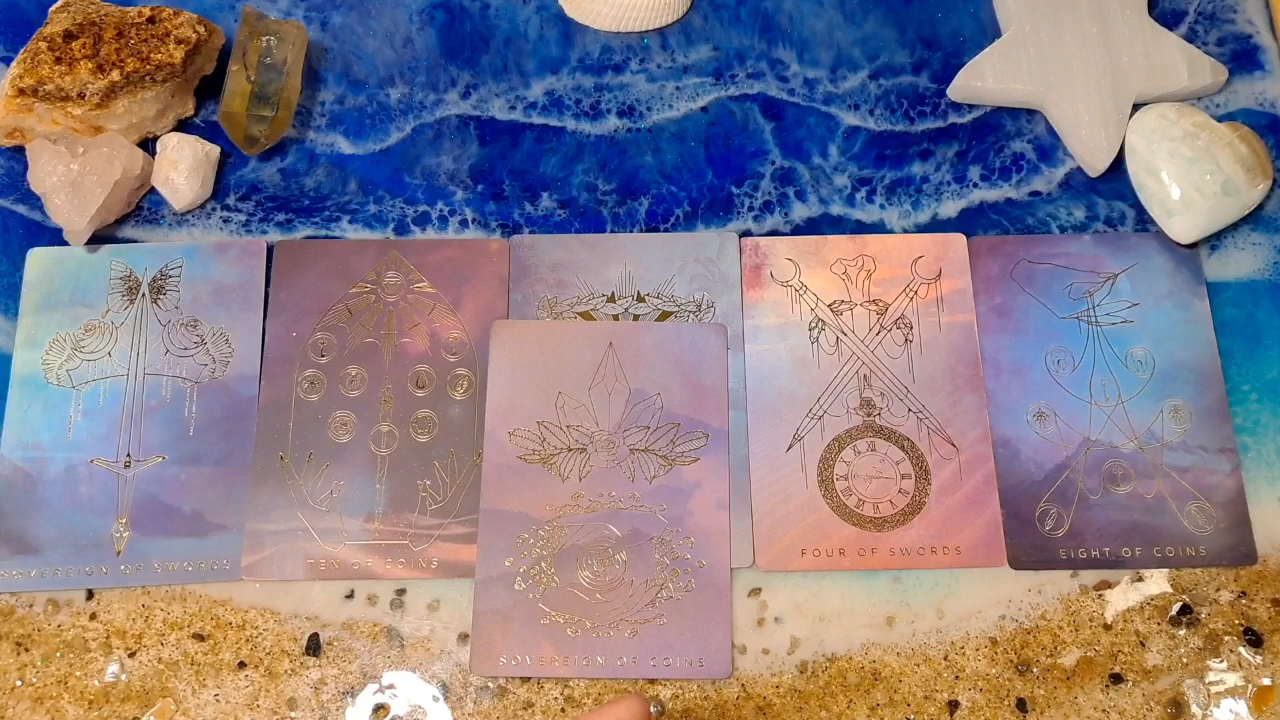 SOVEREIGN OF SWORDS
TEN OF COINS
SOVEREIGN OF COINS
FOUR OF SWORDS
EIGHT OF COINS